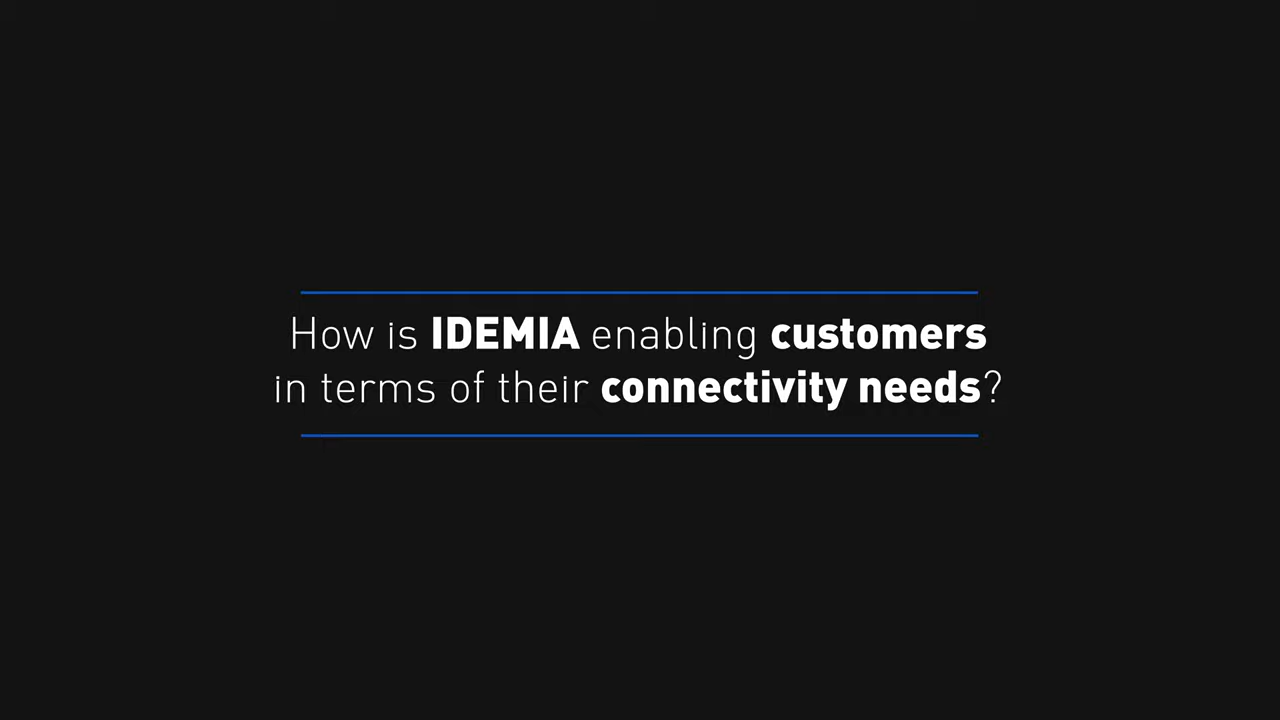 How is IDEMIA enabling customers
in terms of their connectivity needs?